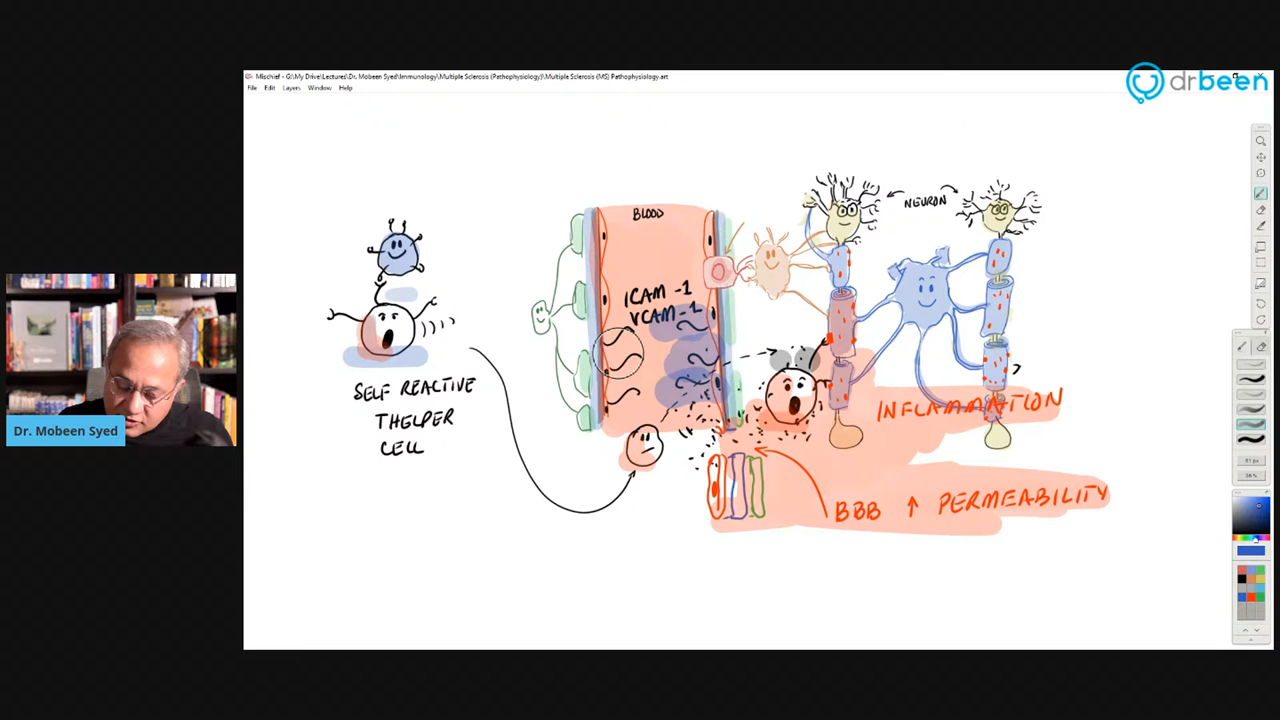 Mischief - G:\My Drive\Lectures\Dr. Mobeen Syed\Immunology\Multiple Sclerosis (Pathophysiology)\Multiple Sclerosis (MS) Pathophysiology.art
File Edit Layers Window Help
drbeen
BLOOD
NEURON
ICAM -1
VCAM -1
SELF REACTIVE
THELPER
CELL
INFLAMMATION
BBB ↑ PERMEABILITY
Dr. Mobeen Syed